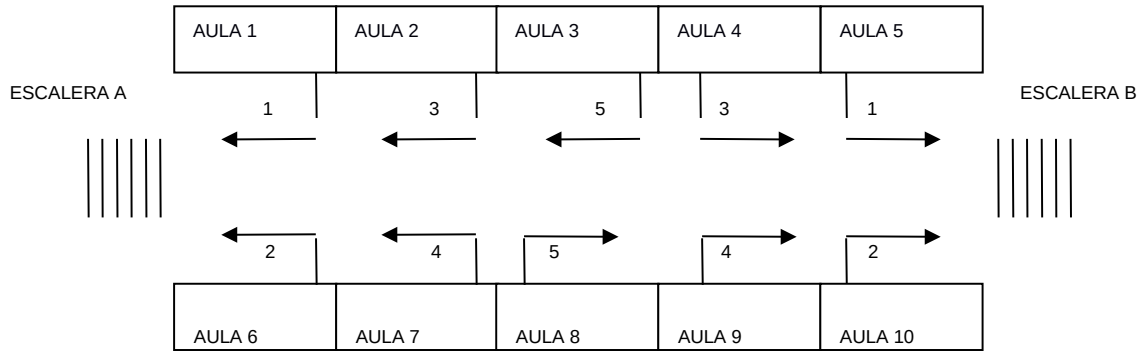 AULA 1 AULA 2 AULA 3 AULA 4 AULA 5
ESCALERA A ESCALERA B
1 3 5 3 1
2 4 5 4 2
AULA 6 AULA 7 AULA 8 AULA 9 AULA 10